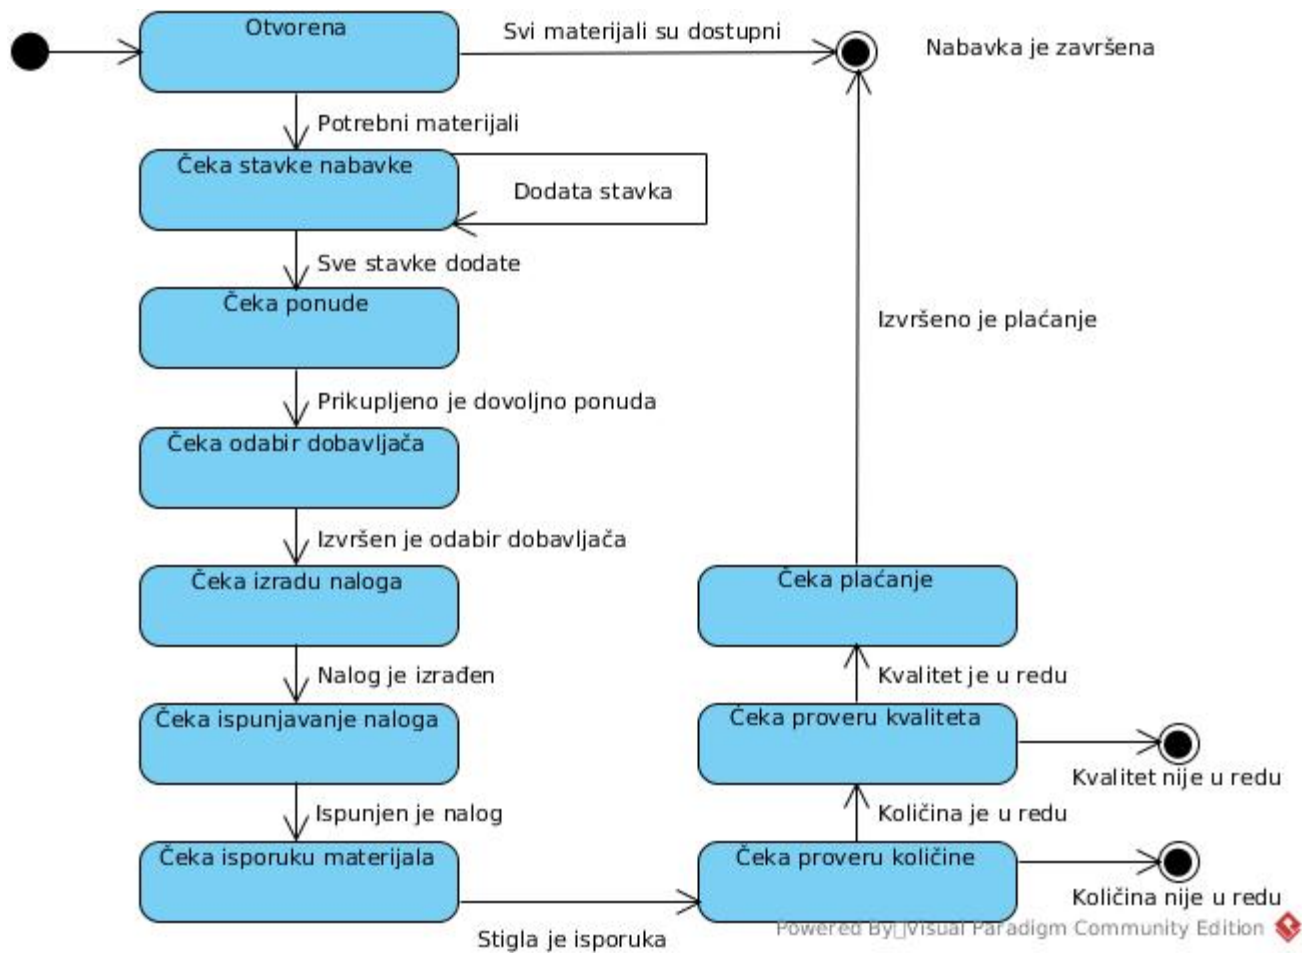 Otvorena
Svi materijali su dostupni
Nabavka je završena
Potrebni materijali
Čeka stavke nabavke
Dodata stavka
Sve stavke dodate
Čeka ponude
Izvršeno je plaćanje
Prikupljeno je dovoljno ponuda
Čeka odabir dobavljača
Izvršen je odabir dobavljača
Čeka izradu naloga
Čeka plaćanje
Nalog je izrađen
Kvalitet je u redu
Čeka ispunjavanje naloga
Čeka proveru kvaliteta
Kvalitet nije u redu
Ispunjen je nalog
Količina je u redu
Čeka isporuku materijala
Čeka proveru količine
Količina nije u redu
Stigla je isporuka
Powered By Visual Paradigm Community Edition